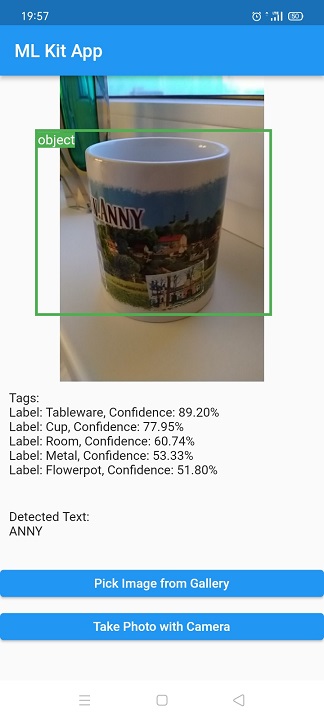 19:57
ML Kit App
object
ANNY
Tags:
Label: Tableware, Confidence: 89.20%
Label: Cup, Confidence: 77.95%
Label: Room, Confidence: 60.74%
Label: Metal, Confidence: 53.33%
Label: Flowerpot, Confidence: 51.80%
Detected Text:
ANNY
Pick Image from Gallery
Take Photo with Camera